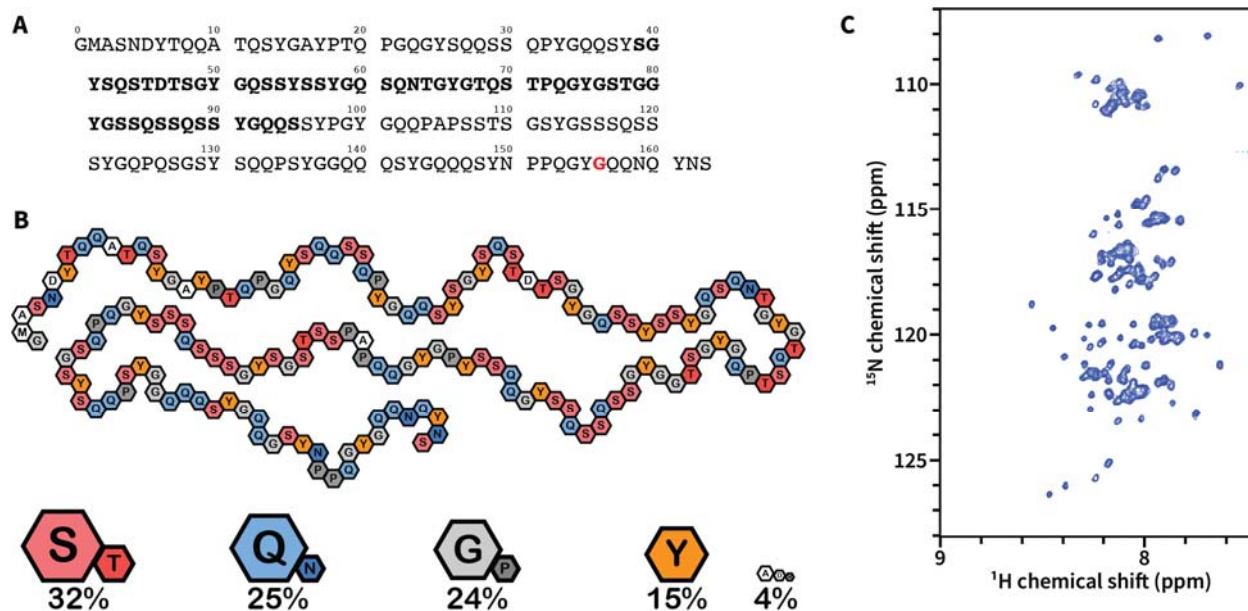 A
0 10 20 30 40
GMASNDYTQQA TQSYGAYPTQ PGQGYSQQSS QPYGQQSYSG
50 60 70 80
YSQSTDTSGY GQSSYSSYGQ SQNTGYGTQS TPQGYGSTGG
90 100 110 120
YGSSQSSQSS YGQQSSYPGY GQQPAPSSTS GSYGSSSQSS
130 140 150 160
SYGQPQSGSY SQQPSYGGQQ QSYGQQQSYN PPQGYGQQNQ YNS
B
S T Q N G P Y A D
32% 25% 24% 15% 4%
C
110
115
120
125
¹⁵N chemical shift (ppm)
9 8
¹H chemical shift (ppm)